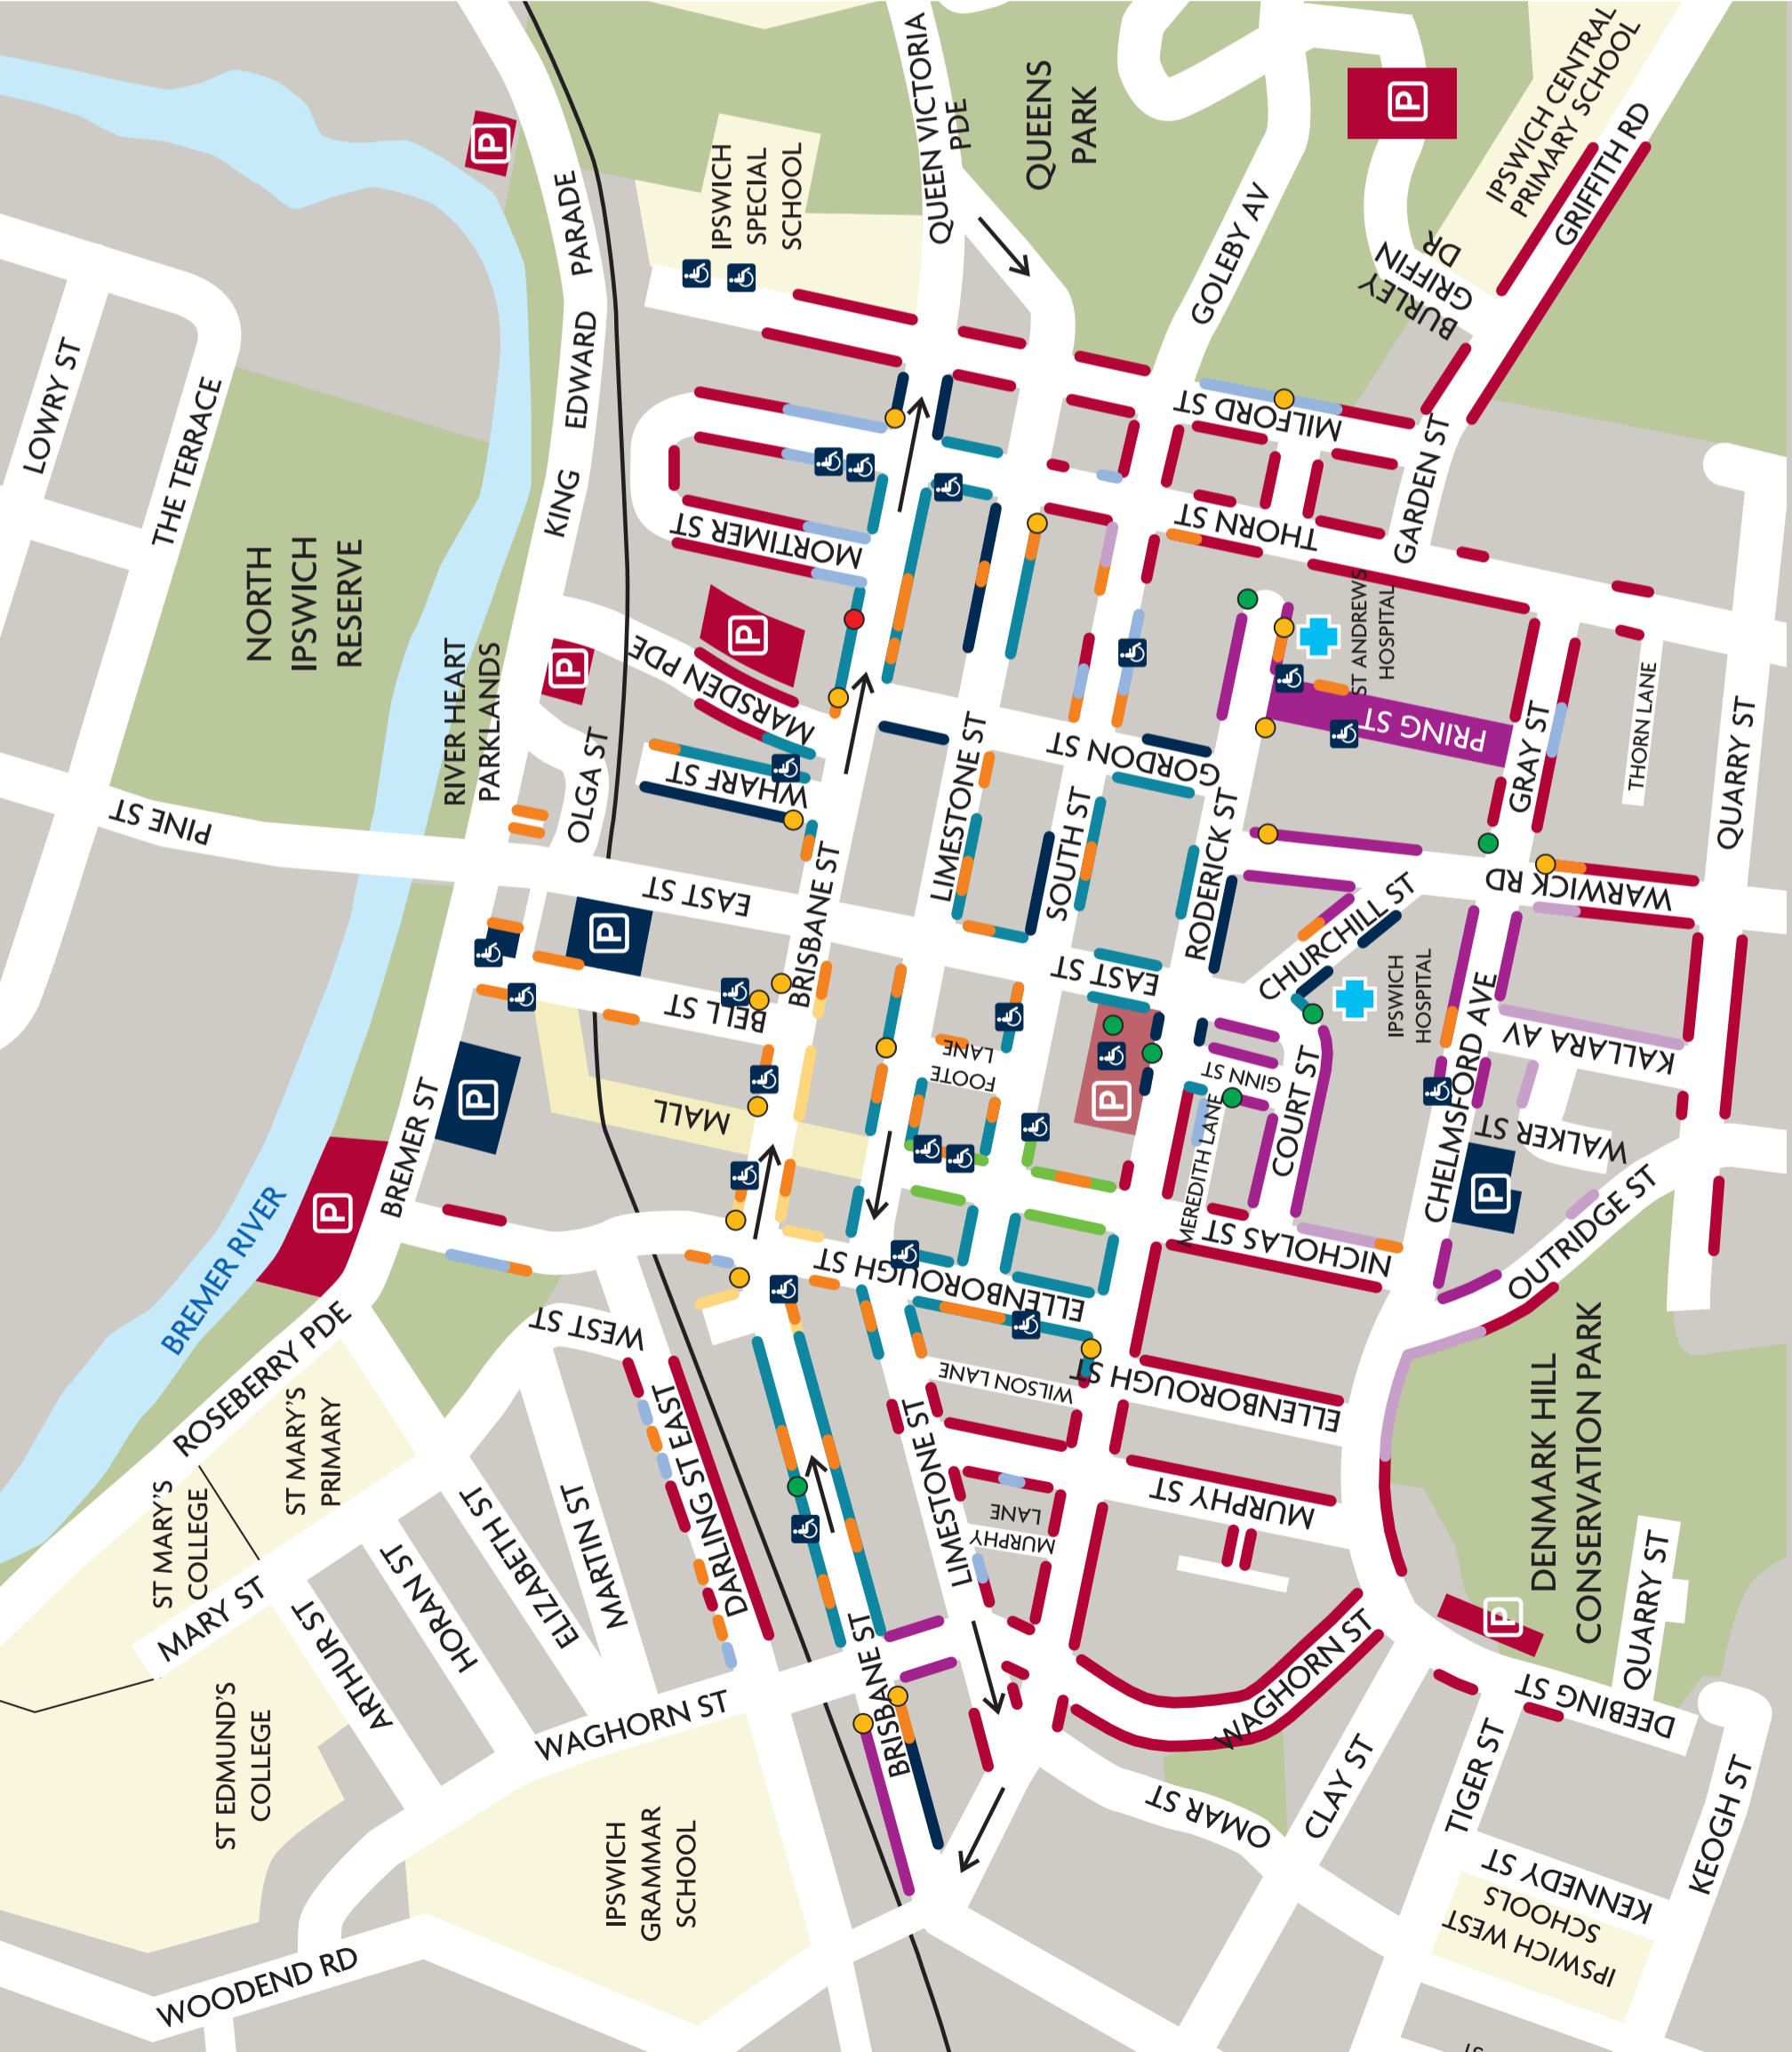 LOWRY ST
THE TERRACE
NORTH
IPSWICH
RESERVE
PINE ST
RIVER HEART
PARKLANDS
KING EDWARD PARADE
P
IPSWICH
SPECIAL
SCHOOL
QUEEN VICTORIA
PDE
QUEENS
PARK
GOLEBY AV
P
IPSWICH CENTRAL
PRIMARY SCHOOL
GRIFFITH RD
BURLEY
GRIFFIN
DR
MILFORD ST
GARDEN ST
THORN ST
MORTIMER ST
P
MARSDEN PDE
P
OLGA ST
WHARF ST
LIMESTONE ST
GORDON ST
SOUTH ST
RODERICK ST
ST ANDREWS
HOSPITAL
PRING ST
GRAY ST
THORN LANE
QUARRY ST
WARWICK RD
EAST ST
BRISBANE ST
P
BELL ST
EAST ST
CHURCHILL ST
IPSWICH
HOSPITAL
CHELMSFORD AVE
KALLARA AV
WALKER ST
P
MALL
FOOTE
LANE
P
GINN ST
COURT ST
MEREDITH LANE
NICHOLAS ST
P
OUTRIDGE ST
BREMER ST
P
BREMER RIVER
ROSEBERRY PDE
WEST ST
ELLENBOROUGH ST
WILSON LANE
ELLENBOROUGH ST
DENMARK HILL
CONSERVATION PARK
ST MARY'S
PRIMARY
ST MARY'S
COLLEGE
MARY ST
DARLING ST EAST
LIMESTONE ST
MURPHY ST
MURPHY
LANE
MARTIN ST
ELIZABETH ST
HORAN ST
ARTHUR ST
WAGHORN ST
BRISBANE ST
WAGHORN ST
P
QUARRY ST
DEEBING ST
ST EDMUND'S
COLLEGE
IPSWICH
GRAMMAR
SCHOOL
OMAR ST
CLAY ST
TIGER ST
KEOGH ST
KENNEDY ST
IPSWICH WEST
SCHOOLS
WOODEND RD
ST